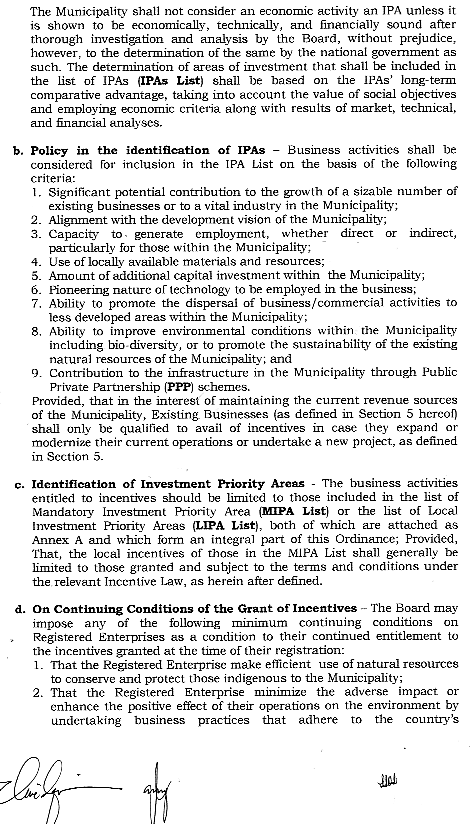 The Municipality shall not consider an economic activity an IPA unless it
is shown to be economically, technically, and financially sound after
thorough investigation and analysis by the Board, without prejudice,
however, to the determination of the same by the national government as
such. The determination of areas of investment that shall be included in
the list of IPAs (IPAs List) shall be based on the IPAs' long-term
comparative advantage, taking into account the value of social objectives
and employing economic criteria along with results of market, technical,
and financial analyses.
b. Policy in the identification of IPAs – Business activities shall be
considered for inclusion in the IPA List on the basis of the following
criteria:
1. Significant potential contribution to the growth of a sizable number of
existing businesses or to a vital industry in the Municipality;
2. Alignment with the development vision of the Municipality;
3. Capacity to generate employment, whether direct or indirect,
particularly for those within the Municipality;
4. Use of locally available materials and resources;
5. Amount of additional capital investment within the Municipality;
6. Pioneering nature of technology to be employed in the business;
7. Ability to promote the dispersal of business/commercial activities to
less developed areas within the Municipality;
8. Ability to improve environmental conditions within the Municipality
including bio-diversity, or to promote the sustainability of the existing
natural resources of the Municipality; and
9. Contribution to the infrastructure in the Municipality through Public
Private Partnership (PPP) schemes.
Provided, that in the interest of maintaining the current revenue sources
of the Municipality, Existing Businesses (as defined in Section 5 hereof)
shall only be qualified to avail of incentives in case they expand or
modernize their current operations or undertake a new project, as defined
in Section 5.
c. Identification of Investment Priority Areas - The business activities
entitled to incentives should be limited to those included in the list of
Mandatory Investment Priority Area (MIPA List) or the list of Local
Investment Priority Areas (LIPA List), both of which are attached as
Annex A and which form an integral part of this Ordinance; Provided,
That, the local incentives of those in the MIPA List shall generally be
limited to those granted and subject to the terms and conditions under
the relevant Incentive Law, as herein after defined.
d. On Continuing Conditions of the Grant of Incentives – The Board may
impose any of the following minimum continuing conditions on
Registered Enterprises as a condition to their continued entitlement to
the incentives granted at the time of their registration:
1. That the Registered Enterprise make efficient use of natural resources
to conserve and protect those indigenous to the Municipality;
2. That the Registered Enterprise minimize the adverse impact or
enhance the positive effect of their operations on the environment by
undertaking business practices that adhere to the country's